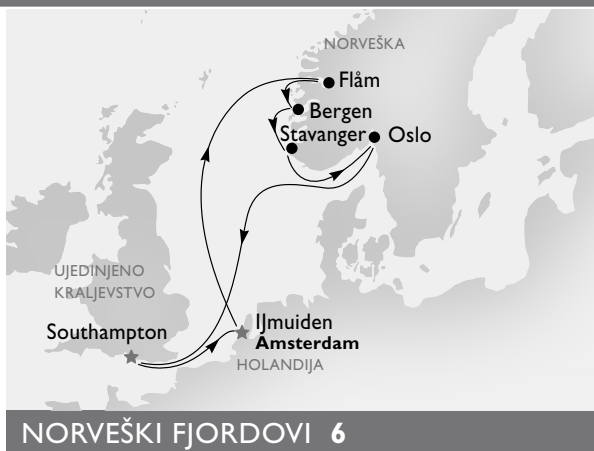 NORVEŠKA
Flåm
Bergen
Stavanger
Oslo
UJEDINJENO
KRALJEVSTVO
Southampton
IJmuiden
Amsterdam
HOLANDIJA
NORVEŠKI FJORDOVI 6